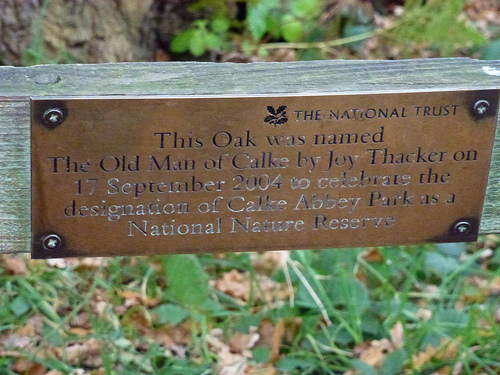 THE NATIONAL TRUST
This Oak was named
The Old Man of Calke by Joy Thacker on
17 September 2004 to celebrate the
designation of Calke Abbey Park as a
National Nature Reserve